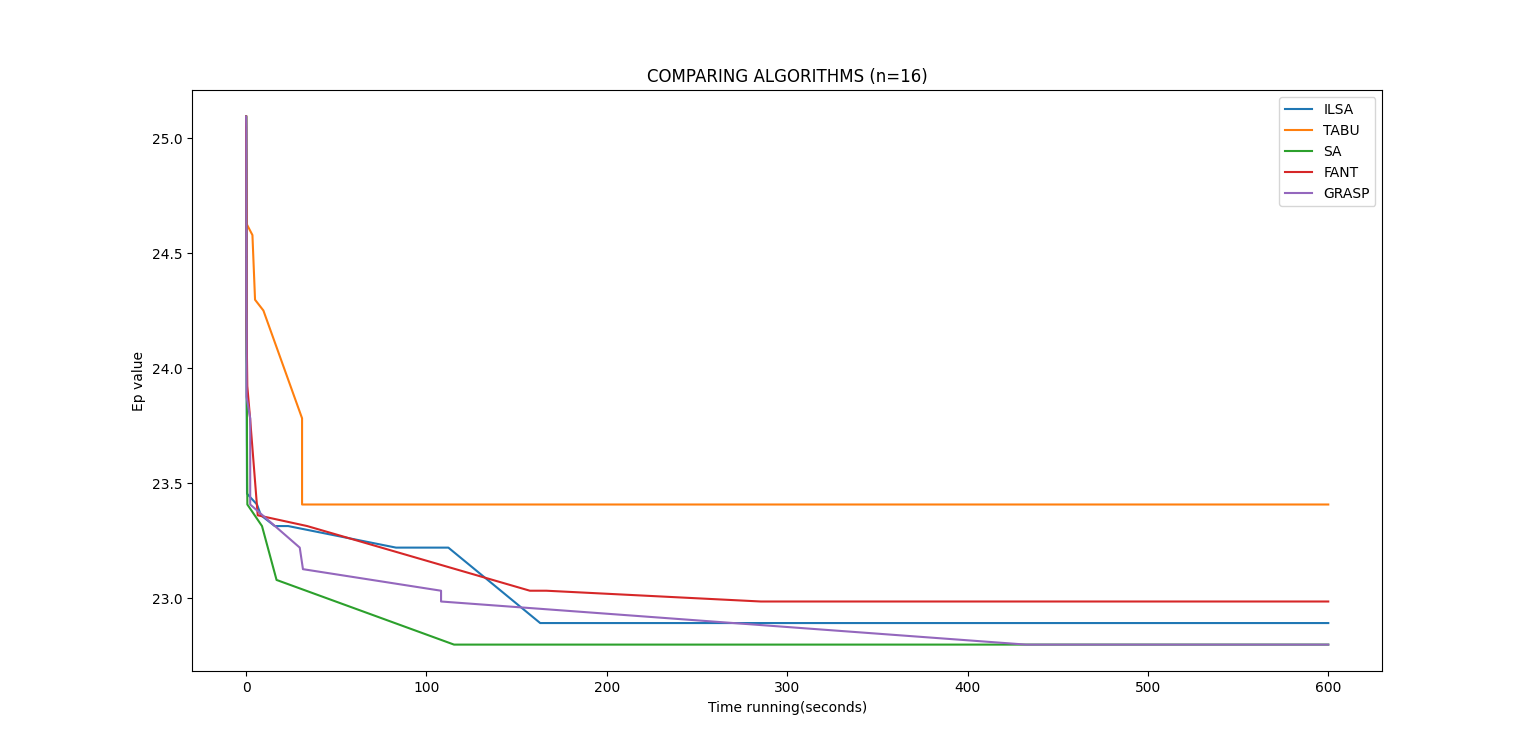 COMPARING ALGORITHMS (n=16)
ILSA
TABU
SA
FANT
GRASP
Ep value
25.0
24.5
24.0
23.5
23.0
0 100 200 300 400 500 600
Time running(seconds)